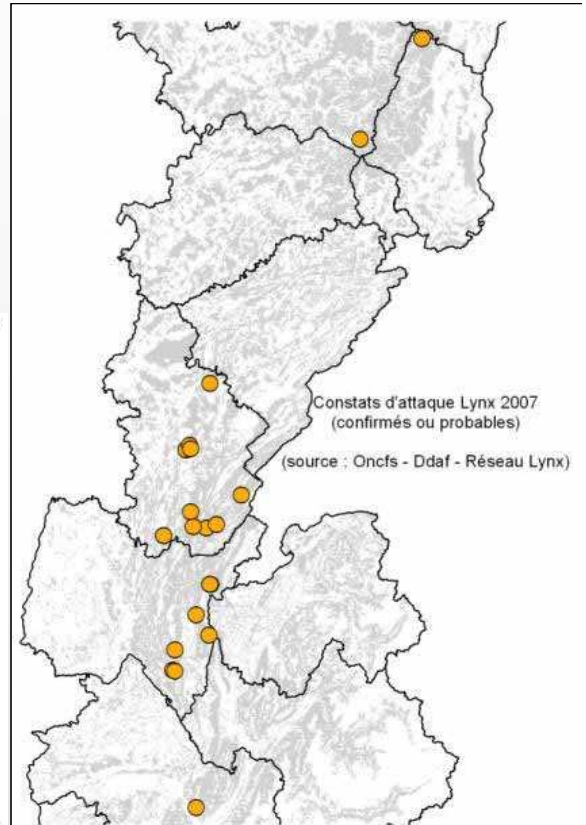 Constats d'attaque Lynx 2007
(confirmés ou probables)
(source : Oncfs - Ddaf - Réseau Lynx)